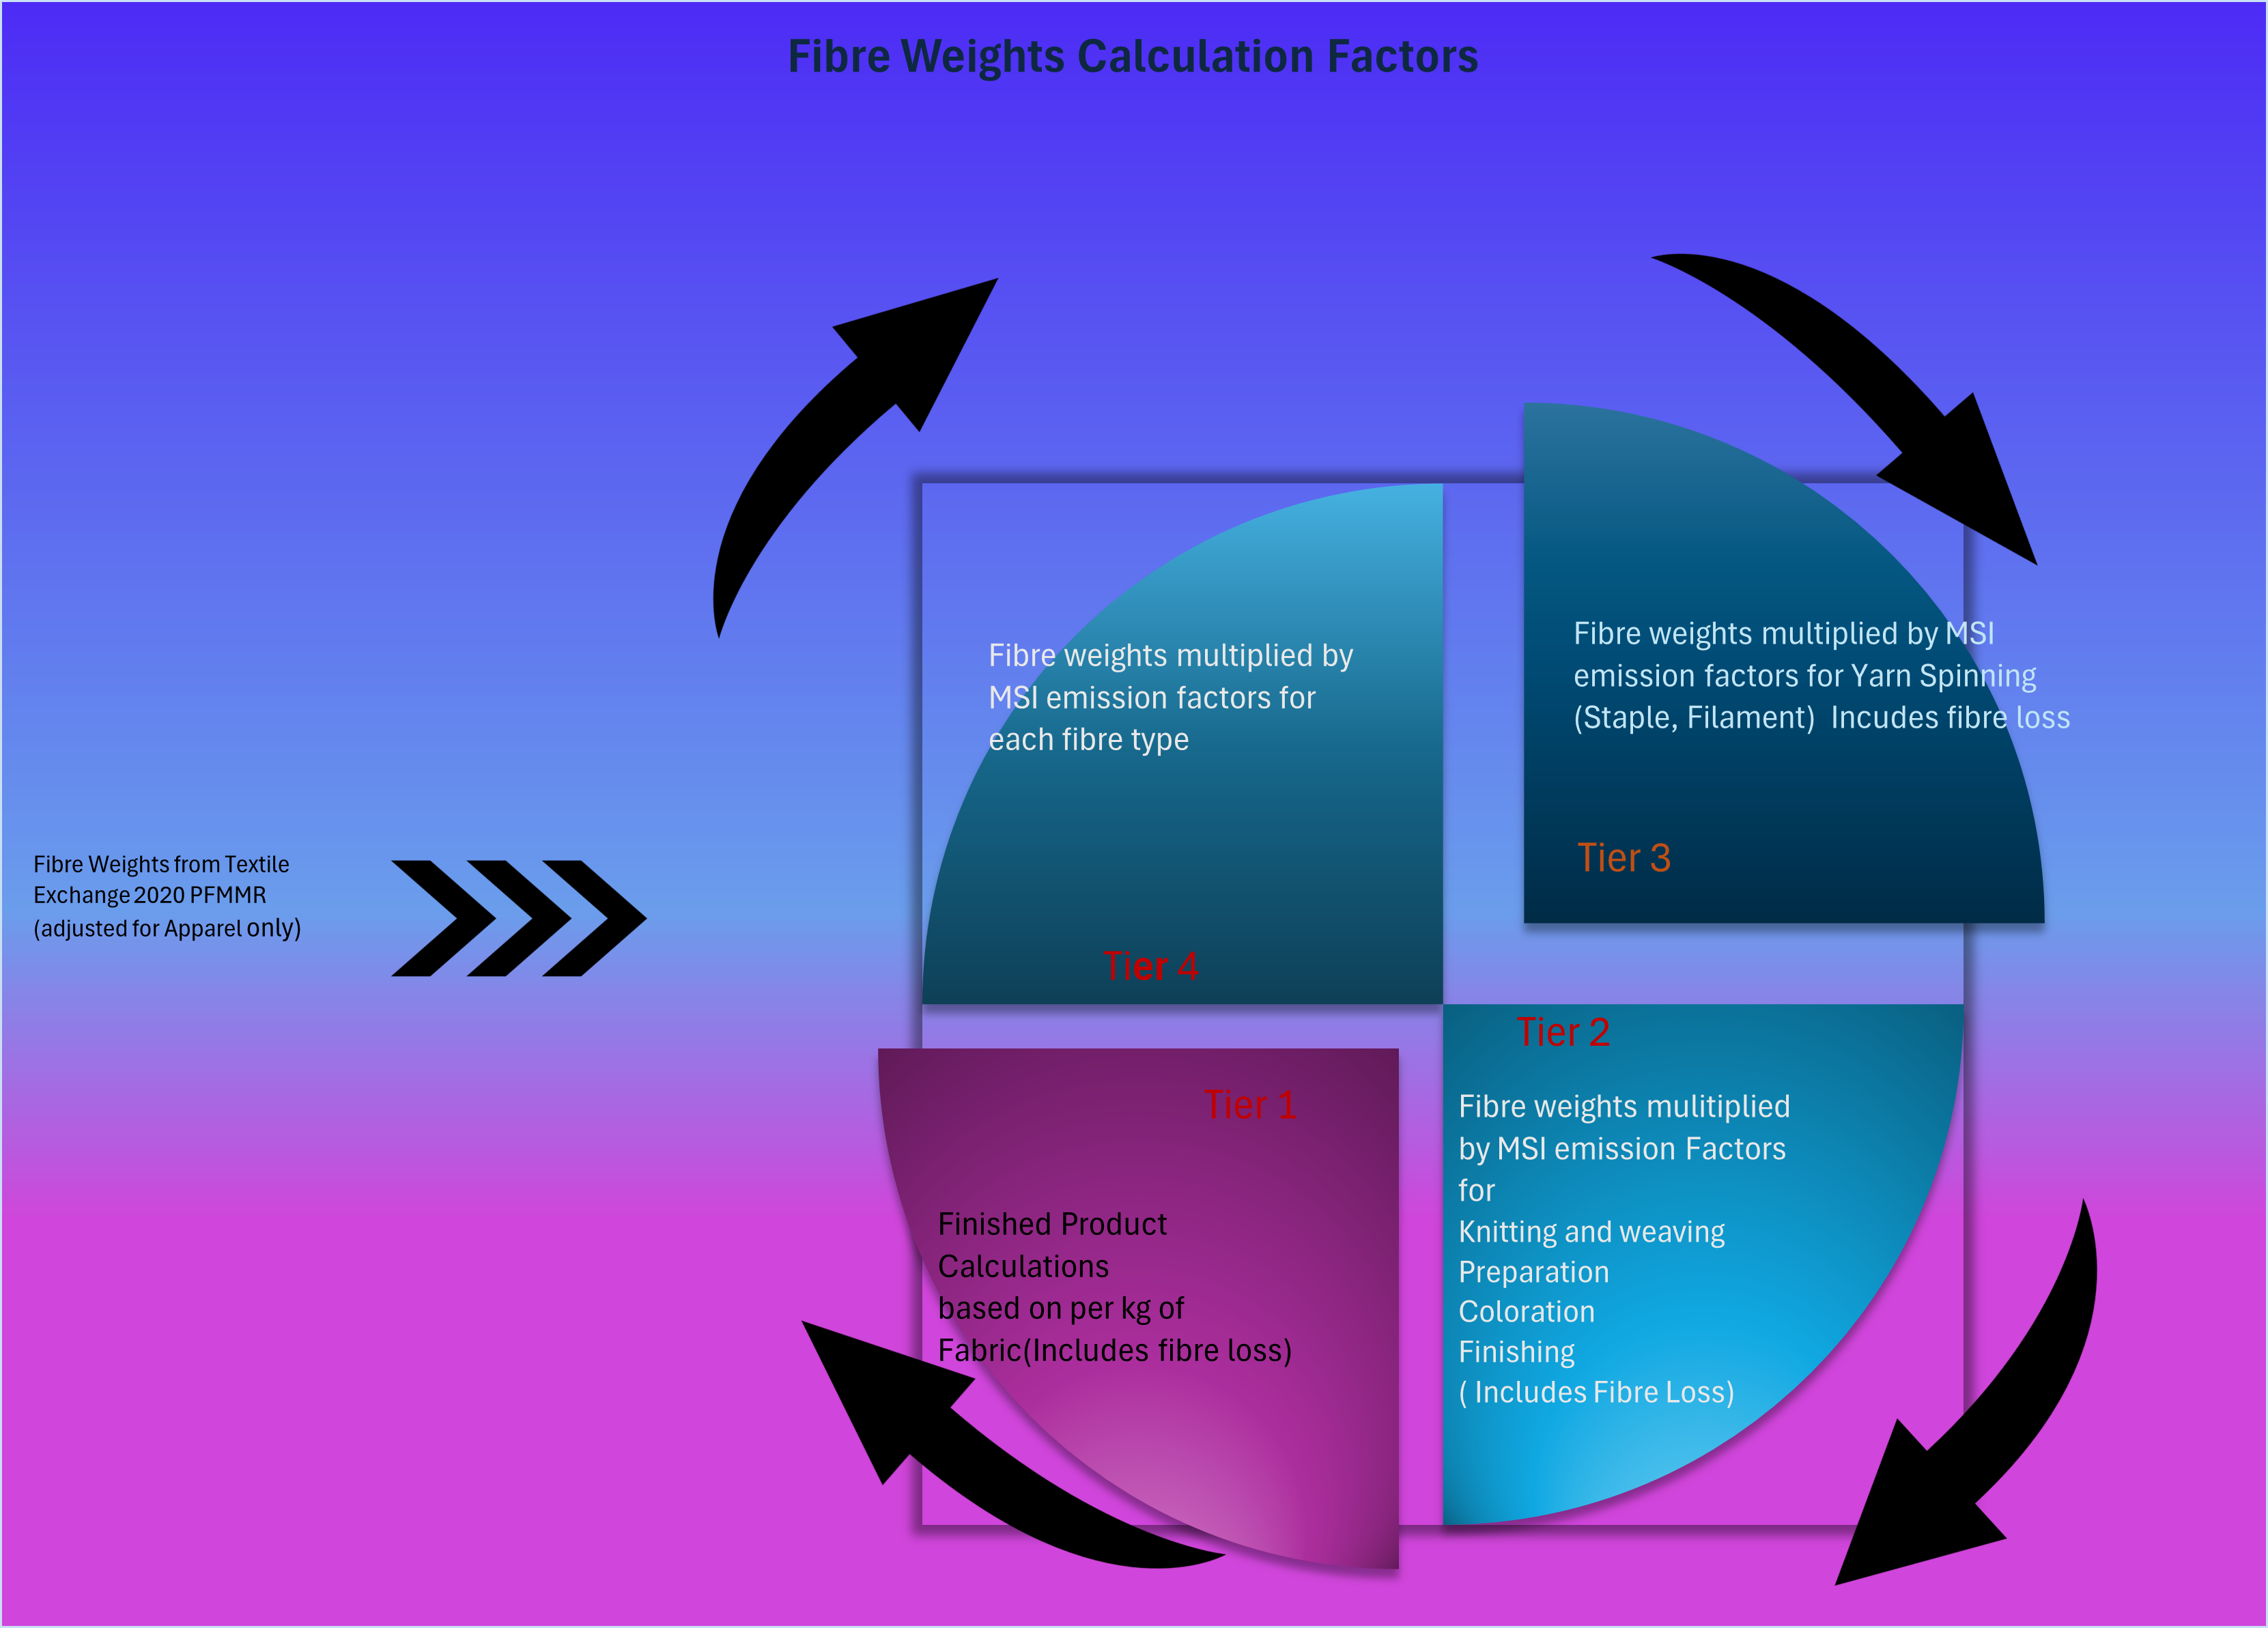 Fibre Weights Calculation Factors
Fibre Weights from Textile
Exchange 2020 PFMMR
(adjusted for Apparel only)
Fibre weights multiplied by
MSI emission factors for
each fibre type
Tier 4
Fibre weights multiplied by MSI
emission factors for Yarn Spinning
(Staple, Filament)  Incudes fibre loss
Tier 3
Tier 2
Fibre weights mulitiplied
by MSI emission Factors
for
Knitting and weaving
Preparation
Coloration
Finishing
( Includes Fibre Loss)
Tier 1
Finished Product
Calculations
based on per kg of
Fabric(Includes fibre loss)